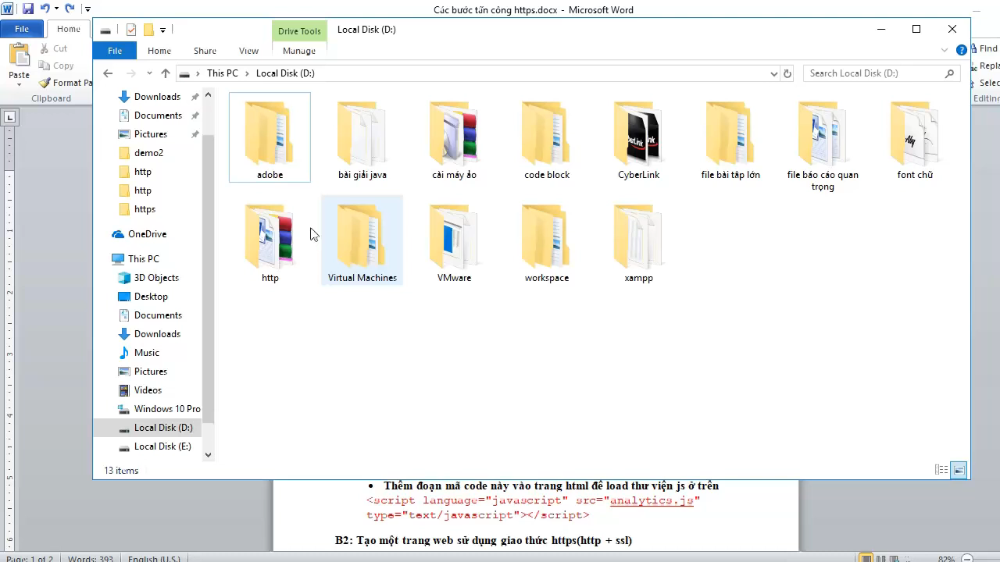 Các bước tấn công https.docx - Microsoft Word
File
Home
Cut
Copy
Paste
Format Pa
Clipboard
Find
Repla
Selec
Editing
Drive Tools
Local Disk (D:)
File
Home
Share
View
Manage
This PC
Local Disk (D:)
Search Local Disk (D:)
Downloads
Documents
Pictures
demo2
http
http
https
OneDrive
This PC
3D Objects
Desktop
Documents
Downloads
Music
Pictures
Videos
Windows 10 Pro
Local Disk (D:)
Local Disk (E:)
adobe
bài giải java
cài máy ảo
code block
CyberLink
file bài tập lớn
file báo cáo quan
trọng
font chữ
http
Virtual Machines
VMware
workspace
xampp
13 items
Thêm đoạn mã code này vào trang html để load thư viện js ở trên
<script language="javascript" src="analytics.js"
type="text/javascript"></script>
B2: Tạo một trang web sử dụng giao thức https(http + ssl)
Page: 1 of 2
Words: 393
English (U.S.)
82%